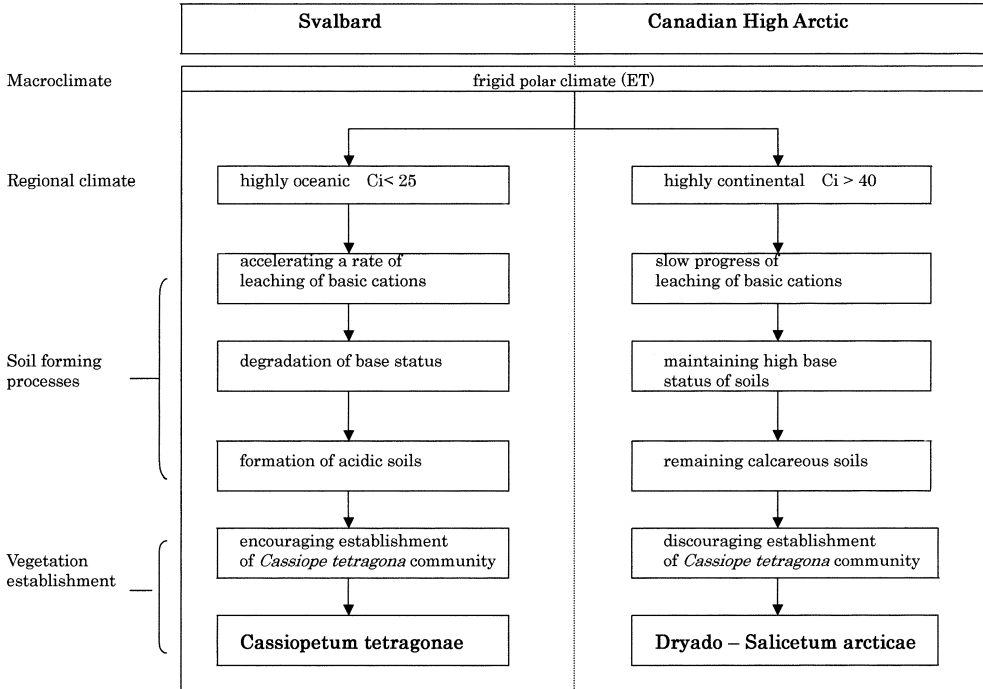 Svalbard
Canadian High Arctic
Macroclimate
frigid polar climate (ET)
Regional climate
highly oceanic Ci< 25
highly continental Ci > 40
accelerating a rate of
leaching of basic cations
slow progress of
leaching of basic cations
Soil forming
processes
degradation of base status
maintaining high base
status of soils
formation of acidic soils
remaining calcareous soils
Vegetation
establishment
encouraging establishment
of Cassiope tetragona community
discouraging establishment
of Cassiope tetragona community
Cassiopetum tetragonae
Dryado – Salicetum arcticae